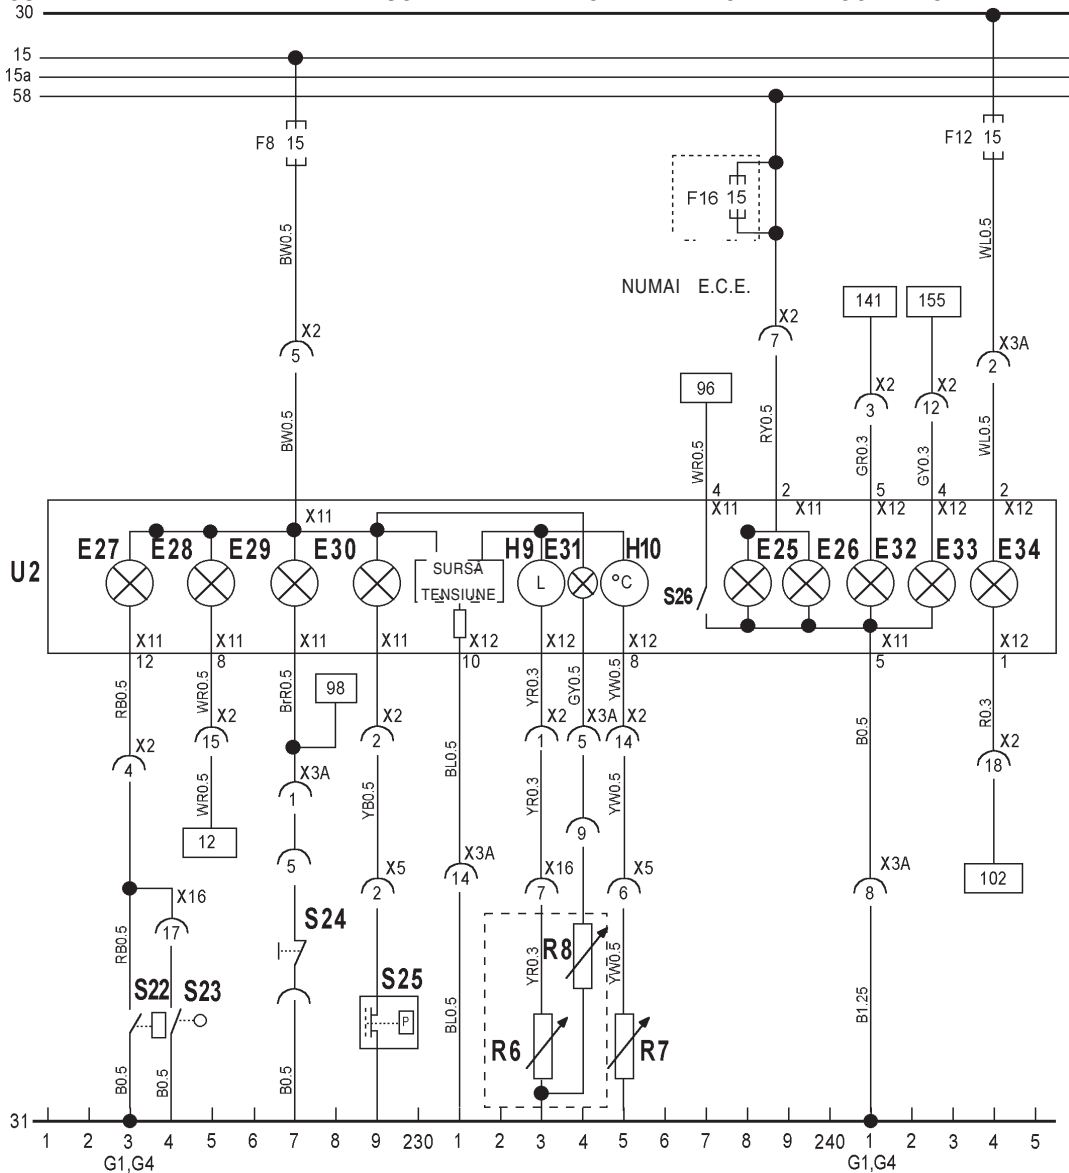 30
15
15a
58
F8 15
F12 15
F16 15
BW0.5
WL0.5
NUMAI E.C.E.
141
155
X2
5
X2
7
X3A
2
96
X2
3
X2
12
BW0.5
WR0.5
RY0.5
GR0.3
GY0.3
WL0.5
4
2
5
4
2
X11
X11
X11
X12
X12
X12
U2
E27
E28
E29
E30
H9
E31
H10
E25
E26
E32
E33
E34
SURSA
TENSIUNE
L
°C
S26
X11
X11
X11
X11
X12
X12
X12
X11
X12
12
8
10
8
5
1
RB0.5
WR0.5
BrR0.5
98
YR0.3
GY0.5
YW0.5
B0.5
R0.3
X2
4
X2
15
X2
2
X2
1
X3A
5
X2
14
X2
18
X3A
1
WR0.5
YB0.5
BL0.5
YR0.3
YW0.5
12
5
9
X3A
14
X16
7
X5
2
X5
6
X3A
8
102
X16
17
RB0.5
S24
S25
P
R8
YR0.3
YW0.5
S22
S23
BL0.5
R6
R7
B1.25
B0.5
B0.5
B0.5
31
1 2 3 4 5 6 7 8 9 230 1 2 3 4 5 6 7 8 9 240 1 2 3 4 5
G1,G4
G1,G4